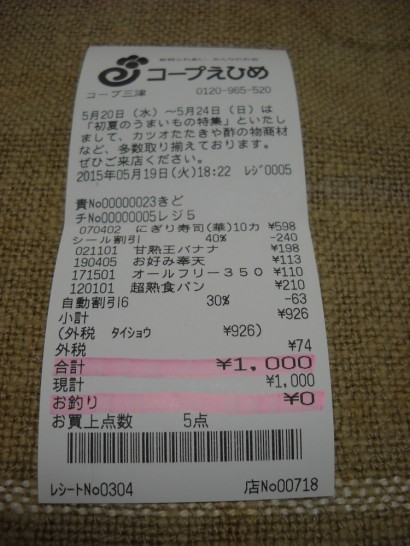 コープえひめ
コープ三津 0120-965-520
5月20日（水）～5月24日（日）は
「初夏のうまいもの特集」といたし
まして、カツオたたきや酢の物商材
など、多数取り揃えております。
ぜひご来店ください。
2015年05月19日(火)18:22 レジ0005
責No00000023きど
チNo00000005レジ５
070402 にぎり寿司(華)10カ ¥598
シール割引 40% -240
021101 甘熟王バナナ ¥198
190405 お好み奉天 ¥113
171501 オールフリー３５０ ¥110
120101 超熟食パン ¥210
自動割引6 30% -63
小計 ¥926
(外税 タイショウ ¥926)
外税 ¥74
合計 ¥1,000
現計 ¥1,000
お釣り ¥0
お買上点数 5点
レシートNo0304 店No00718